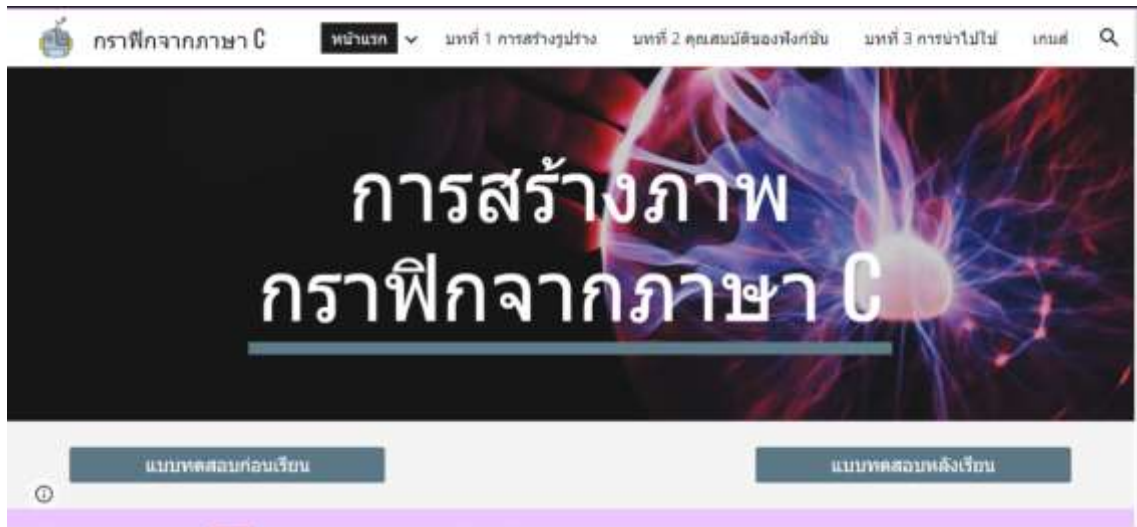 กราฟิกจากภาษา C
หน้าแรก
บทที่ 1 การสร้างรูปร่าง
บทที่ 2 คุณสมบัติของฟังก์ชัน
บทที่ 3 การนำไปใช้
เกมส์
การสร้างภาพ
กราฟิกจากภาษา C
แบบทดสอบก่อนเรียน
แบบทดสอบหลังเรียน